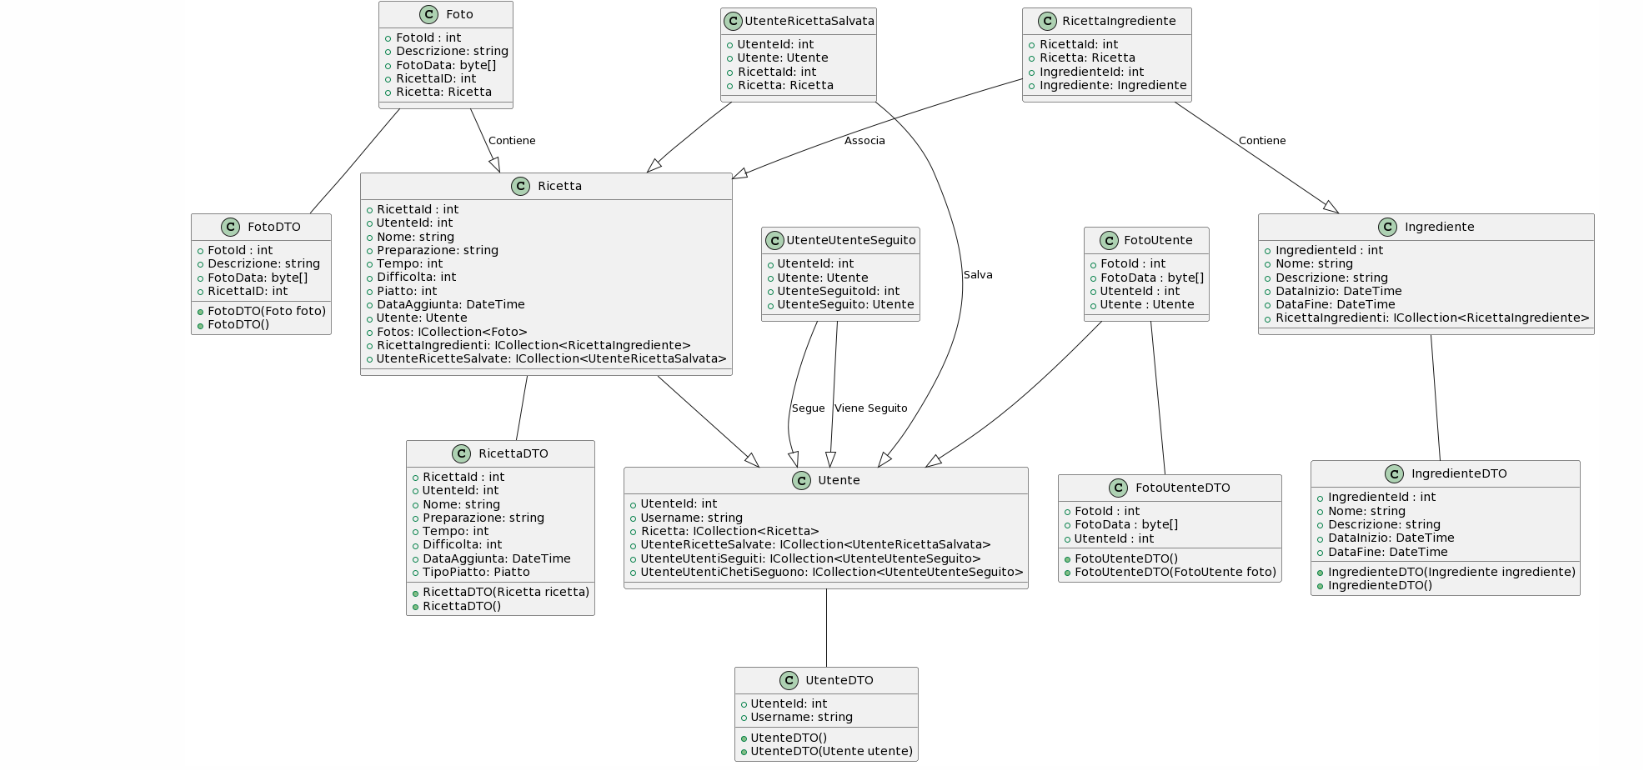 C Foto
FotoId : int
Descrizione: string
FotoData: byte[]
RicettaID: int
Ricetta: Ricetta
C UtenteRicettaSalvata
UtenteId: int
Utente: Utente
RicettaId: int
Ricetta: Ricetta
C RicettaIngrediente
RicettaId: int
Ricetta: Ricetta
IngredienteId: int
Ingrediente: Ingrediente
Contiene
Associa
Contiene
C FotoDTO
FotoId : int
Descrizione: string
FotoData: byte[]
RicettaID: int
FotoDTO(Foto foto)
FotoDTO()
C Ricetta
RicettaId : int
UtenteId: int
Nome: string
Preparazione: string
Tempo: int
Difficolta: int
Piatto: int
DataAggiunta: DateTime
Utente: Utente
Fotos: ICollection<Foto>
RicettaIngredienti: ICollection<RicettaIngrediente>
UtenteRicetteSalvate: ICollection<UtenteRicettaSalvata>
C UtenteUtenteSeguito
UtenteId: int
Utente: Utente
UtenteSeguitoId: int
UtenteSeguito: Utente
Salva
C FotoUtente
FotoId : int
FotoData : byte[]
UtenteId : int
Utente : Utente
C Ingrediente
IngredienteId : int
Nome: string
Descrizione: string
DataInizio: DateTime
DataFine: DateTime
RicettaIngredienti: ICollection<RicettaIngrediente>
Segue
Viene Seguito
C RicettaDTO
RicettaId : int
UtenteId: int
Nome: string
Preparazione: string
Tempo: int
Difficolta: int
DataAggiunta: DateTime
TipoPiatto: Piatto
RicettaDTO(Ricetta ricetta)
RicettaDTO()
C Utente
UtenteId: int
Username: string
Ricetta: ICollection<Ricetta>
UtenteRicetteSalvate: ICollection<UtenteRicettaSalvata>
UtenteUtentiSeguiti: ICollection<UtenteUtenteSeguito>
UtenteUtentiChetiSeguono: ICollection<UtenteUtenteSeguito>
C FotoUtenteDTO
FotoId : int
FotoData : byte[]
UtenteId : int
FotoUtenteDTO()
FotoUtenteDTO(FotoUtente foto)
C IngredienteDTO
IngredienteId : int
Nome: string
Descrizione: string
DataInizio: DateTime
DataFine: DateTime
IngredienteDTO(Ingrediente ingrediente)
IngredienteDTO()
C UtenteDTO
UtenteId: int
Username: string
UtenteDTO()
UtenteDTO(Utente utente)